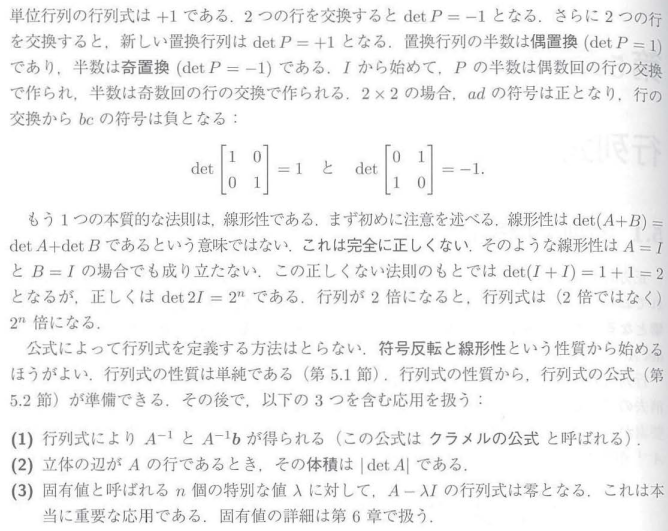 単位行列の行列式は +1 である．2 つの行を交換すると det P = −1 となる．さらに 2 つの行
を交換すると，新しい置換行列は det P = +1 となる．置換行列の半数は偶置換 (det P = 1)
であり，半数は奇置換 (det P = −1) である．I から始めて，P の半数は偶数回の行の交換
で作られ，半数は奇数回の行の交換で作られる．2 × 2 の場合，ad の符号は正となり，行の
交換から bc の符号は負となる：
det [1 0 0 1] = 1 と det [0 1 1 0] = −1.
もう 1 つの本質的な法則は，線形性である．まず初めに注意を述べる．線形性は det(A+B) =
det A+det B であるという意味ではない．これは完全に正しくない．そのような線形性は A = I
と B = I の場合でも成り立たない．この正しくない法則のもとでは det(I + I) = 1 + 1 = 2
となるが，正しくは det 2I = 2ⁿ である．行列が 2 倍になると，行列式は（2 倍ではなく）
2ⁿ 倍になる．
公式によって行列式を定義する方法はとらない．符号反転と線形性という性質から始める
ほうがよい．行列式の性質は単純である（第 5.1 節）．行列式の性質から，行列式の公式（第
5.2 節）が準備できる．その後で，以下の 3 つを含む応用を扱う：
(1) 行列式により A⁻¹ と A⁻¹b が得られる（この公式は クラメルの公式 と呼ばれる）．
(2) 立体の辺が A の行であるとき，その体積は |det A| である．
(3) 固有値と呼ばれる n 個の特別な値 λ に対して，A − λI の行列式は零となる．これは本
当に重要な応用である．固有値の詳細は第 6 章で扱う．